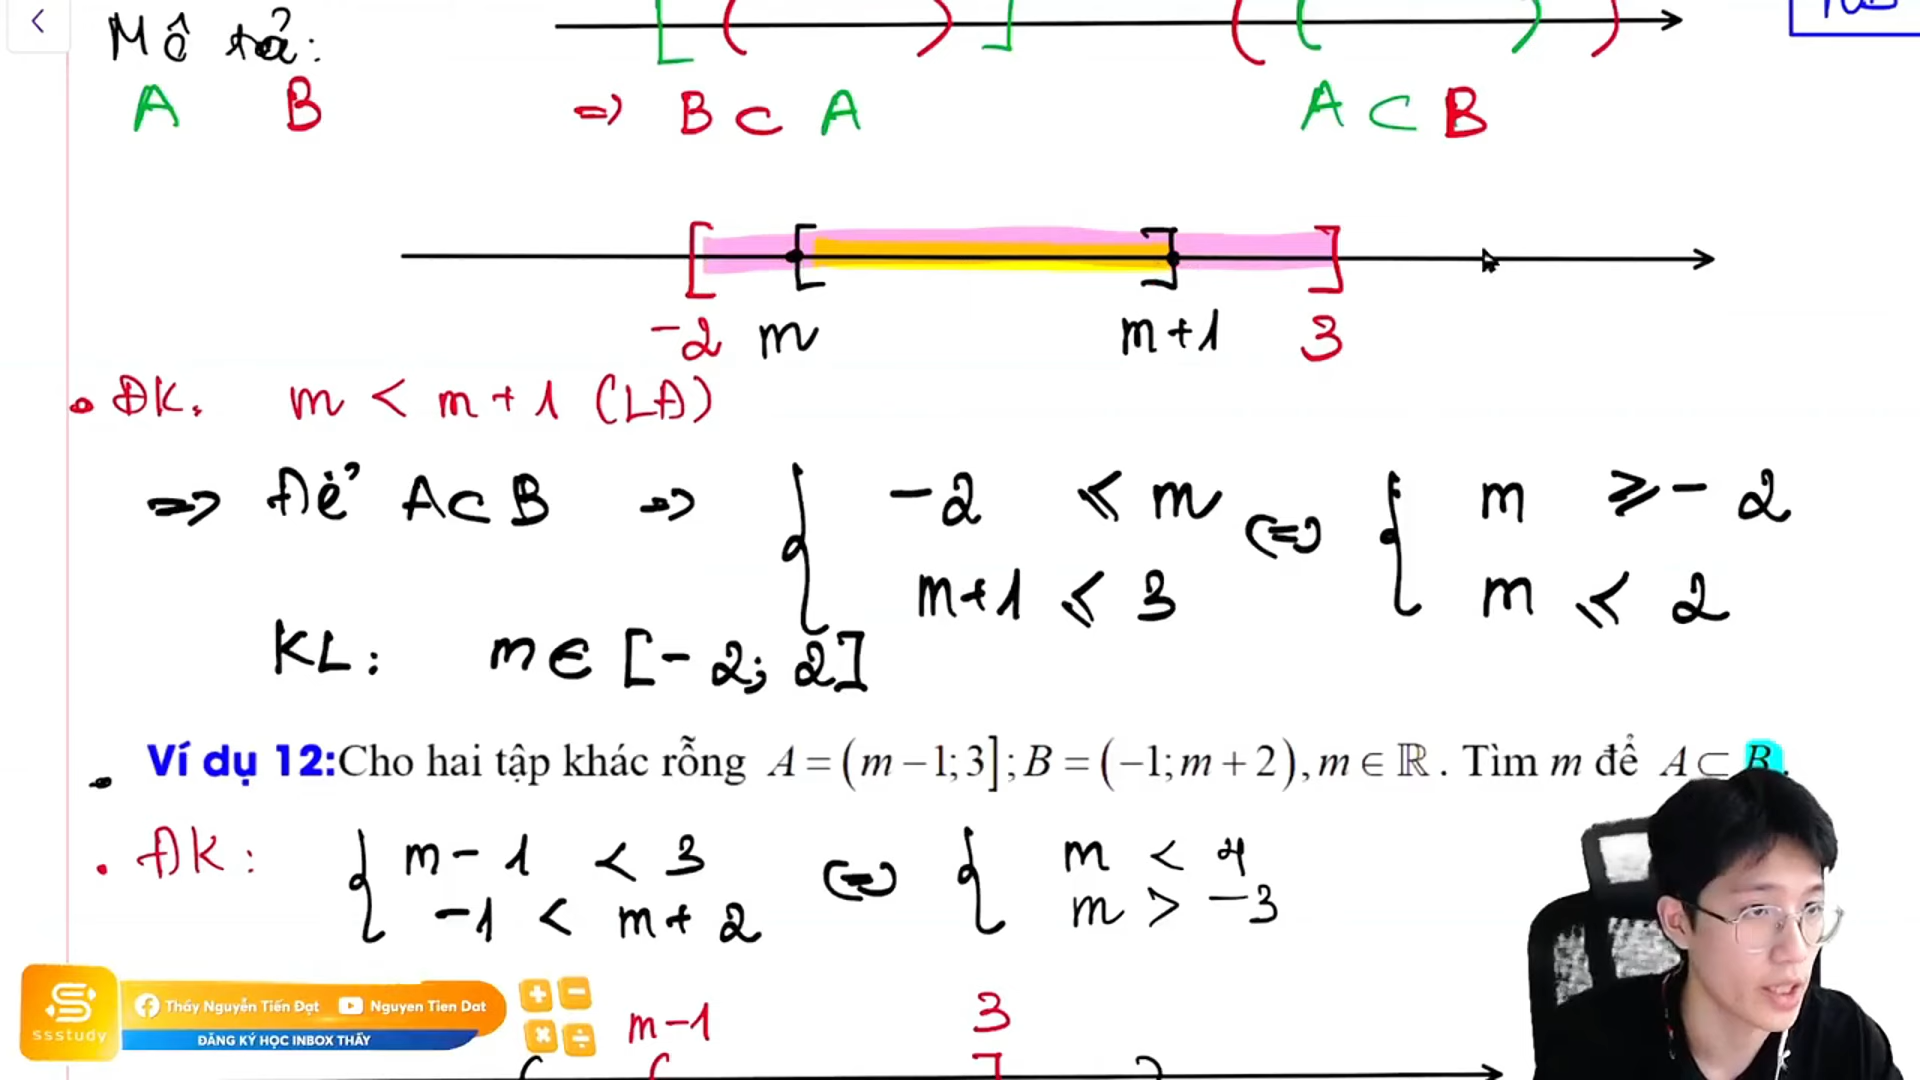 Mô tả:
A B => B ⊂ A A ⊂ B
-2 m m+1 3
• ĐK: m < m+1 (LĐ)
=> Để A⊂B => { -2 ⩽ m <=> { m ⩾ -2
m+1 ⩽ 3 m ⩽ 2
KL: m∈ [-2; 2]
Ví dụ 12:Cho hai tập khác rỗng A = (m−1;3]; B = (−1;m+2), m ∈ ℝ. Tìm m để A ⊂ B.
• ĐK: { m-1 < 3 <=> { m < 4
-1 < m+2 m > -3
Thầy Nguyễn Tiến Đạt Nguyen Tien Dat
ssstudy
ĐĂNG KÝ HỌC INBOX THẦY
m-1 3